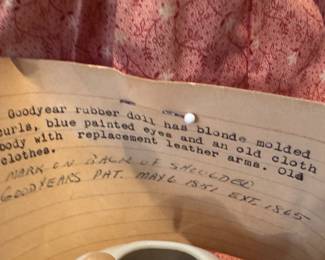 Goodyear rubber doll has blonde molded
curls, blue painted eyes and an old cloth
body with replacement leather arms. Old
clothes.
MARK ON BACK OF SHOULDER
GOODYEARS PAT. MAY 6 1851 EXT. 1865